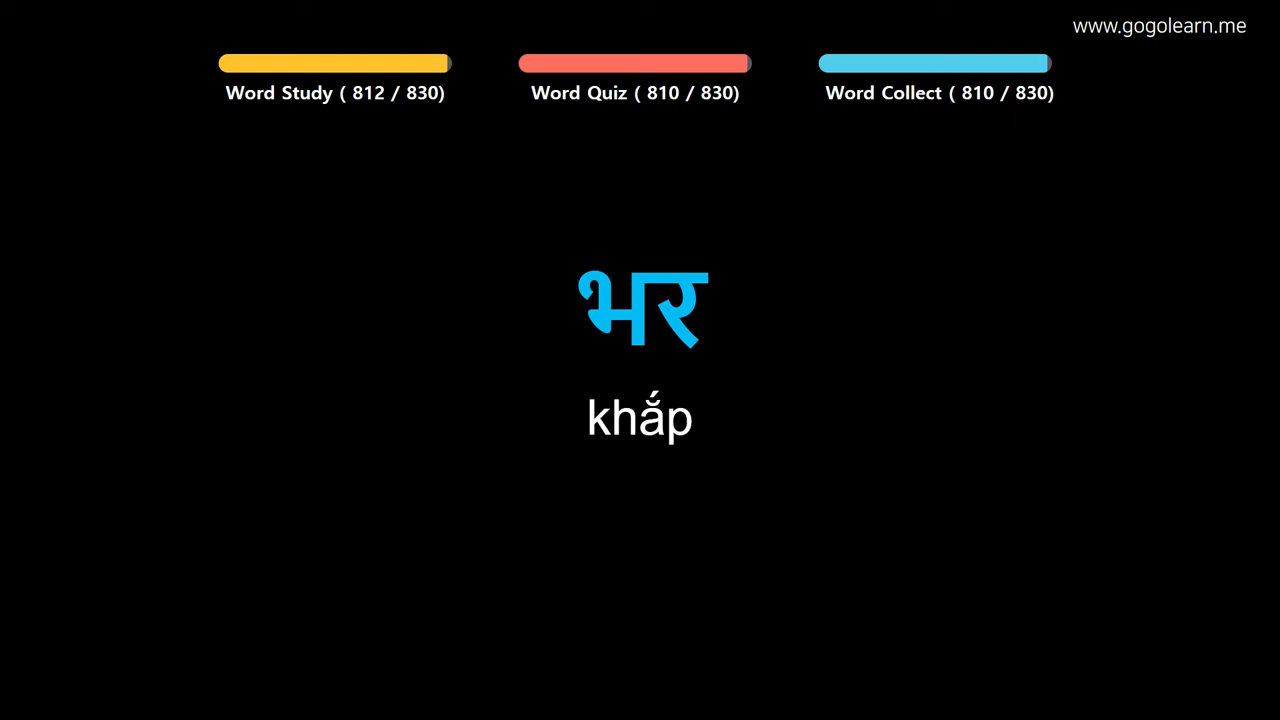 www.gogolearn.me
Word Study ( 812 / 830)
Word Quiz ( 810 / 830)
Word Collect ( 810 / 830)
भर
khắp